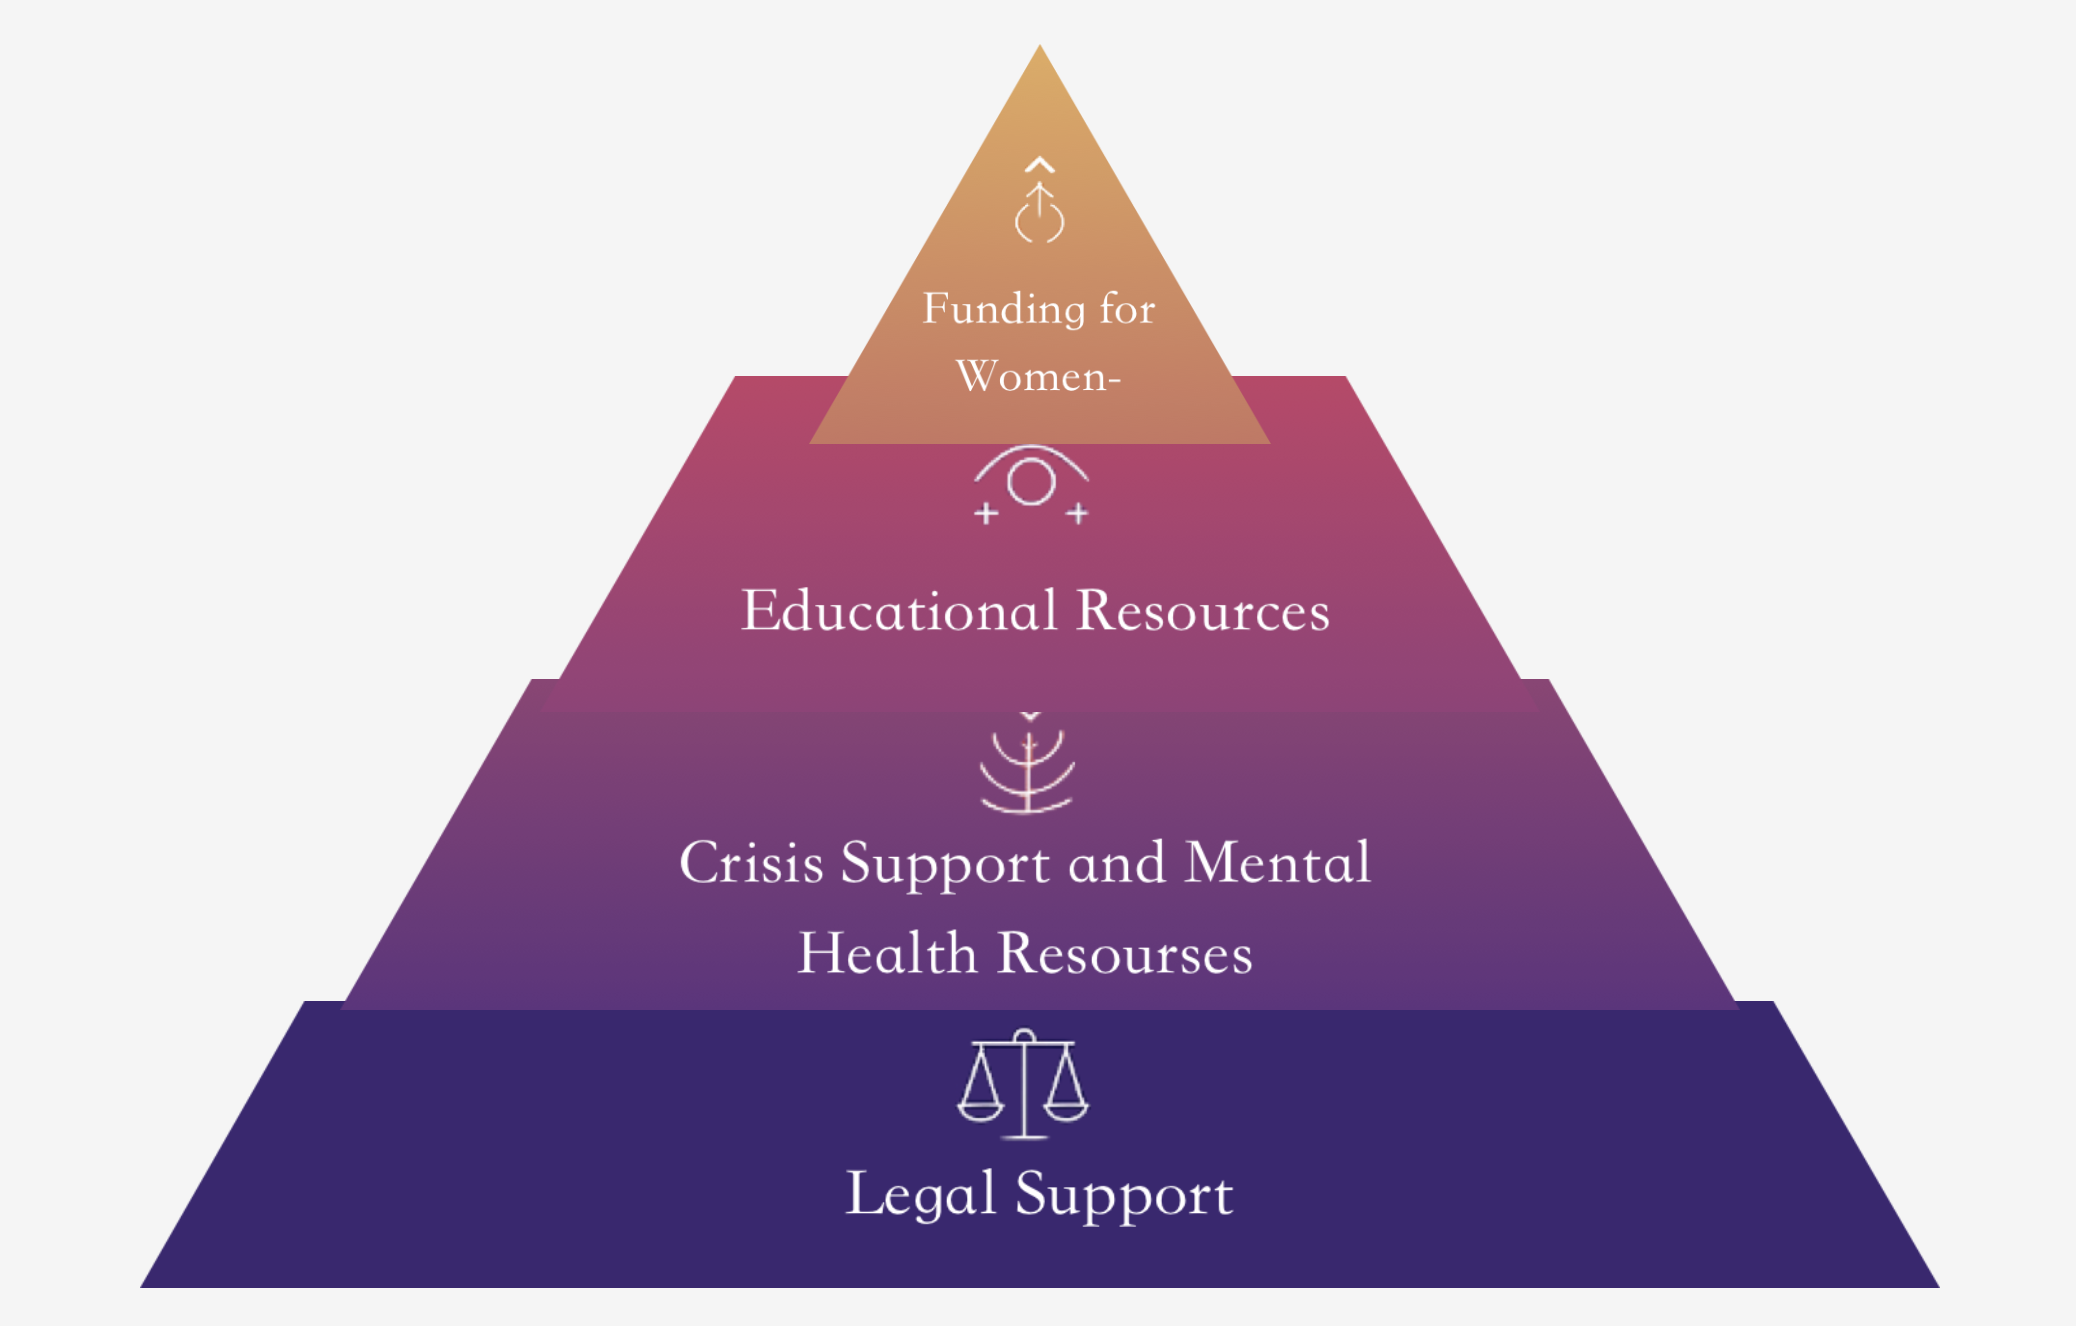 Funding for
Women-
Educational Resources
Crisis Support and Mental
Health Resourses
Legal Support